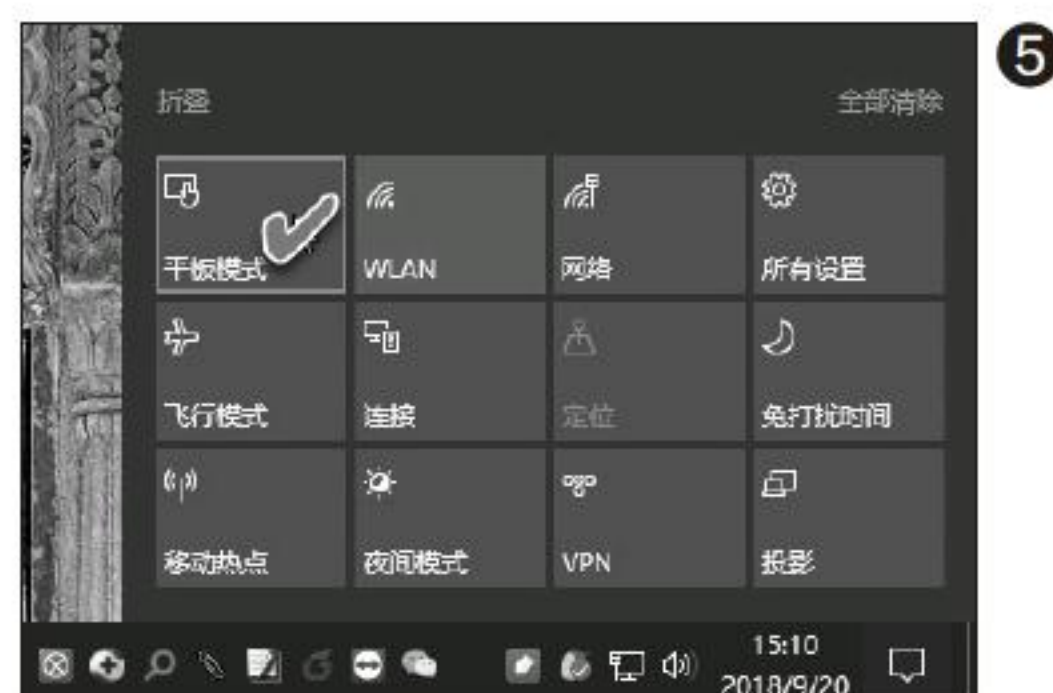 ❺
折叠 全部清除
平板模式 WLAN 网络 所有设置
飞行模式 连接 定位 免打扰时间
移动热点 夜间模式 VPN 投影
15:10
2018/9/20